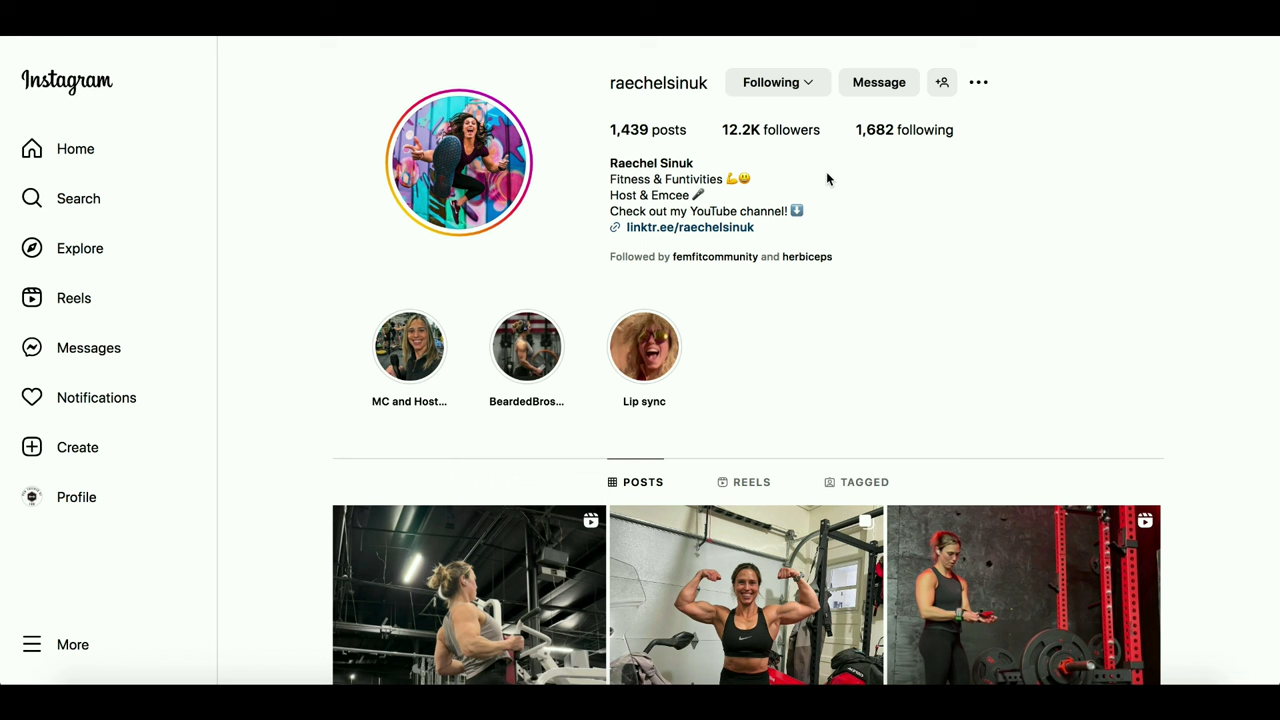 Instagram
Home
Search
Explore
Reels
Messages
Notifications
Create
Profile
More
raechelsinuk
Following
Message
1,439 posts
12.2K followers
1,682 following
Raechel Sinuk
Fitness & Funtivities 💪😃
Host & Emcee 🎤
Check out my YouTube channel! ⬇️
linktr.ee/raechelsinuk
Followed by femfitcommunity and herbiceps
MC and Host...
BeardedBros...
Lip sync
POSTS
REELS
TAGGED